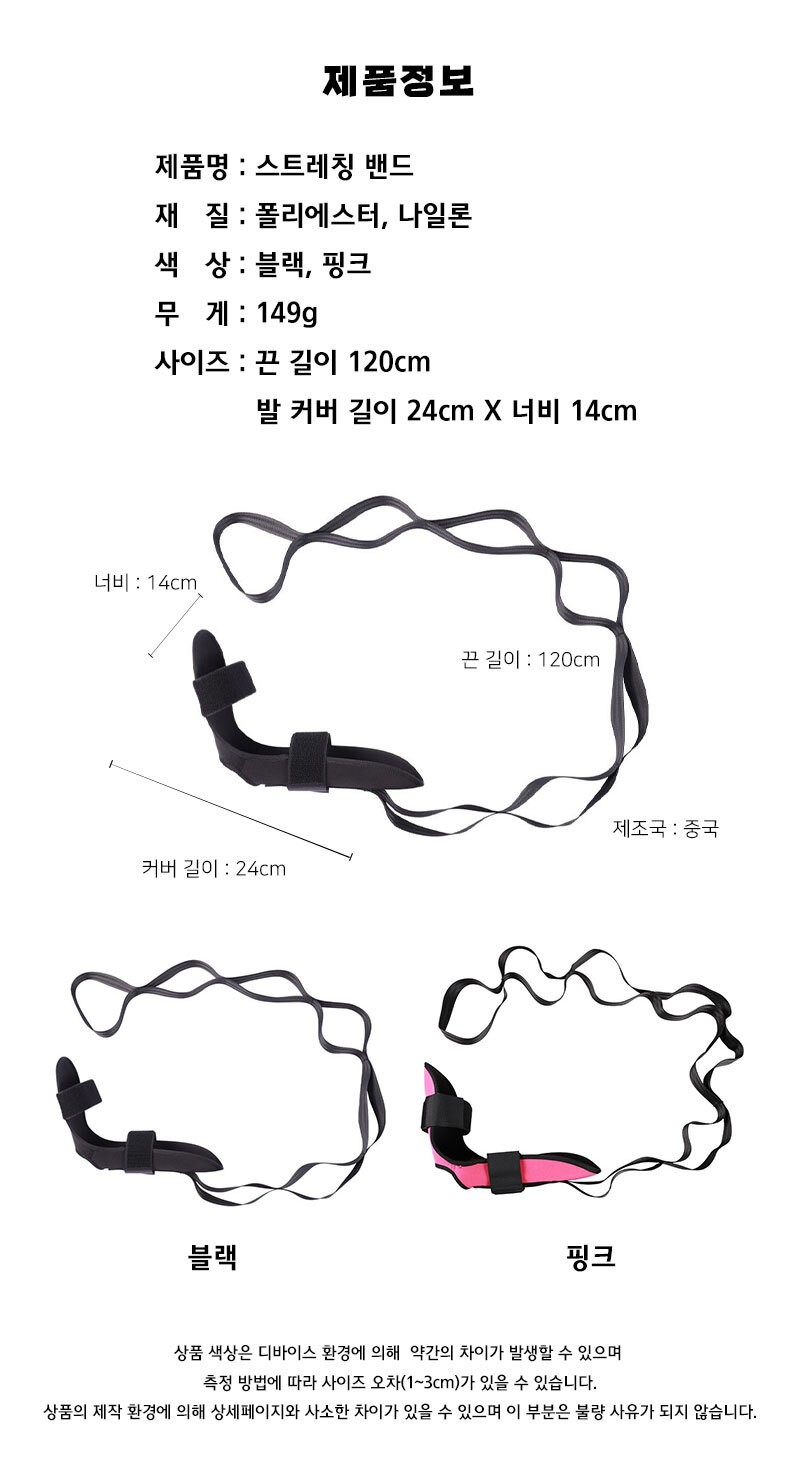 제품정보
제품명 : 스트레칭 밴드
재 질 : 폴리에스터, 나일론
색 상 : 블랙, 핑크
무 게 : 149g
사이즈 : 끈 길이 120cm
발 커버 길이 24cm X 너비 14cm
너비 : 14cm
끈 길이 : 120cm
제조국 : 중국
커버 길이 : 24cm
블랙
핑크
상품 색상은 디바이스 환경에 의해 약간의 차이가 발생할 수 있으며
측정 방법에 따라 사이즈 오차(1~3cm)가 있을 수 있습니다.
상품의 제작 환경에 의해 상세페이지와 사소한 차이가 있을 수 있으며 이 부분은 불량 사유가 되지 않습니다.